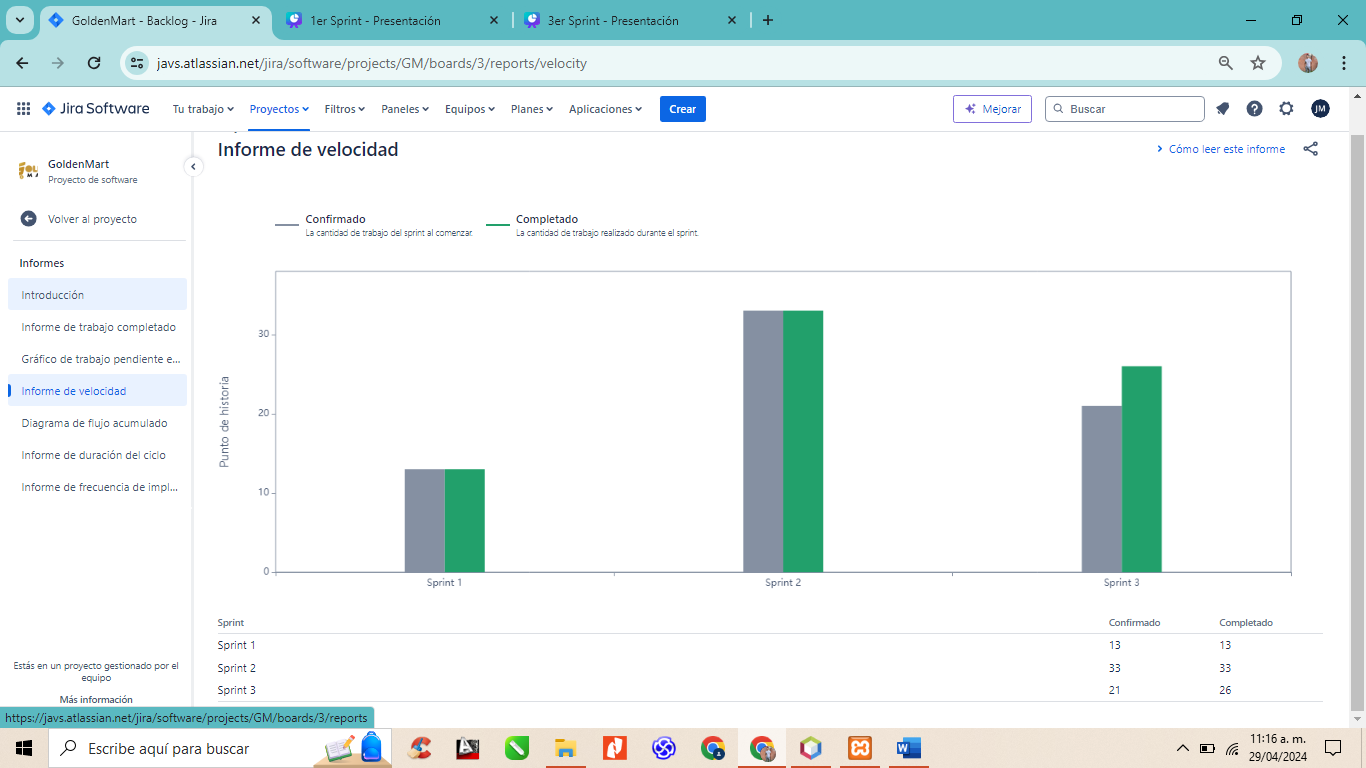 GoldenMart - Backlog - Jira
1er Sprint - Presentación
3er Sprint - Presentación
javs.atlassian.net/jira/software/projects/GM/boards/3/reports/velocity
Jira Software
Tu trabajo
Proyectos
Filtros
Paneles
Equipos
Planes
Aplicaciones
Crear
Mejorar
Buscar
JM
GoldenMart
Proyecto de software
Volver al proyecto
Informes
Introducción
Informe de trabajo completado
Gráfico de trabajo pendiente e...
Informe de velocidad
Diagrama de flujo acumulado
Informe de duración del ciclo
Informe de frecuencia de impl...
Estás en un proyecto gestionado por el
equipo
Más información
Informe de velocidad
Cómo leer este informe
Confirmado
La cantidad de trabajo del sprint al comenzar.
Completado
La cantidad de trabajo realizado durante el sprint.
Punto de historia
30
20
10
0
Sprint 1
Sprint 2
Sprint 3
Sprint Confirmado Completado
Sprint 1 13 13
Sprint 2 33 33
Sprint 3 21 26
https://javs.atlassian.net/jira/software/projects/GM/boards/3/reports
Escribe aquí para buscar
11:16 a. m.
29/04/2024